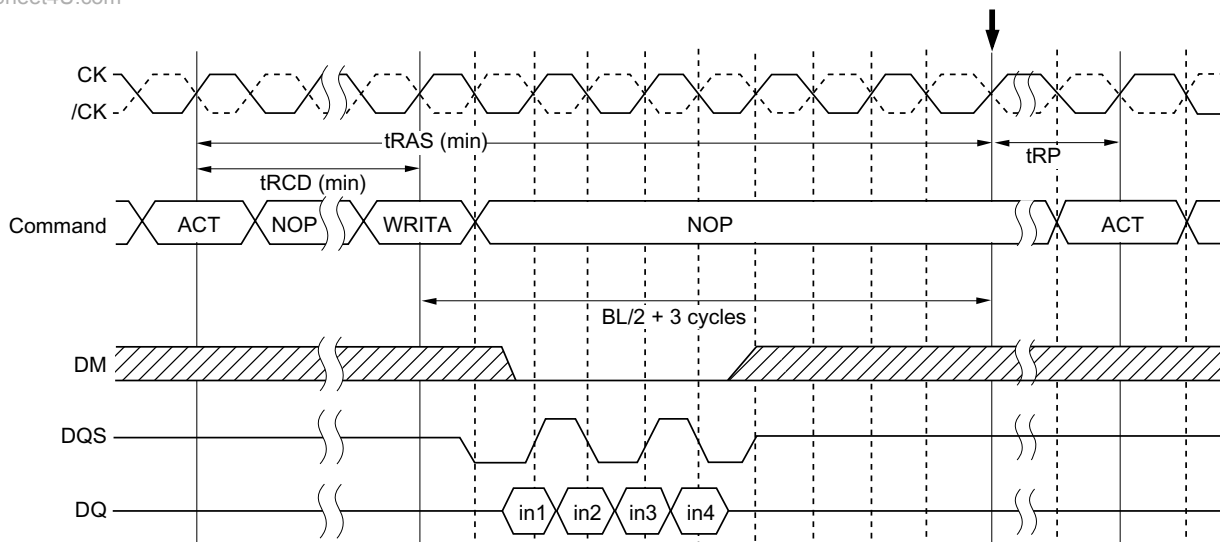 CK
/CK
tRAS (min)
tRP
tRCD (min)
Command ACT NOP WRITA NOP ACT
BL/2 + 3 cycles
DM
DQS
DQ in1 in2 in3 in4